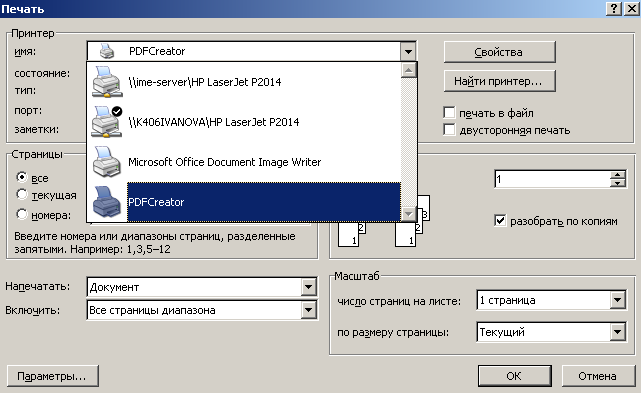 Печать
Принтер
имя:
PDFCreator
Свойства
состояние:
\\ime-server\HP LaserJet P2014
тип:
Найти принтер...
порт:
\\K406IVANOVA\HP LaserJet P2014
печать в файл
заметки:
двусторонняя печать
Страницы
Microsoft Office Document Image Writer
все
1
текущая
PDFCreator
номера:
разобрать по копиям
Введите номера или диапазоны страниц, разделенные
запятыми. Например: 1,3,5–12
3
2
2
1
1
Напечатать:
Документ
Включить:
Все страницы диапазона
Масштаб
число страниц на листе:
1 страница
по размеру страницы:
Текущий
Параметры...
ОК
Отмена